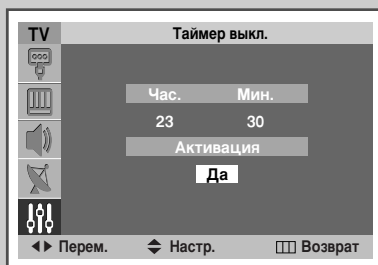 TV Таймер выкл.
Час. Мин.
23 30
Активация
Да
Перем. Настр. Возврат